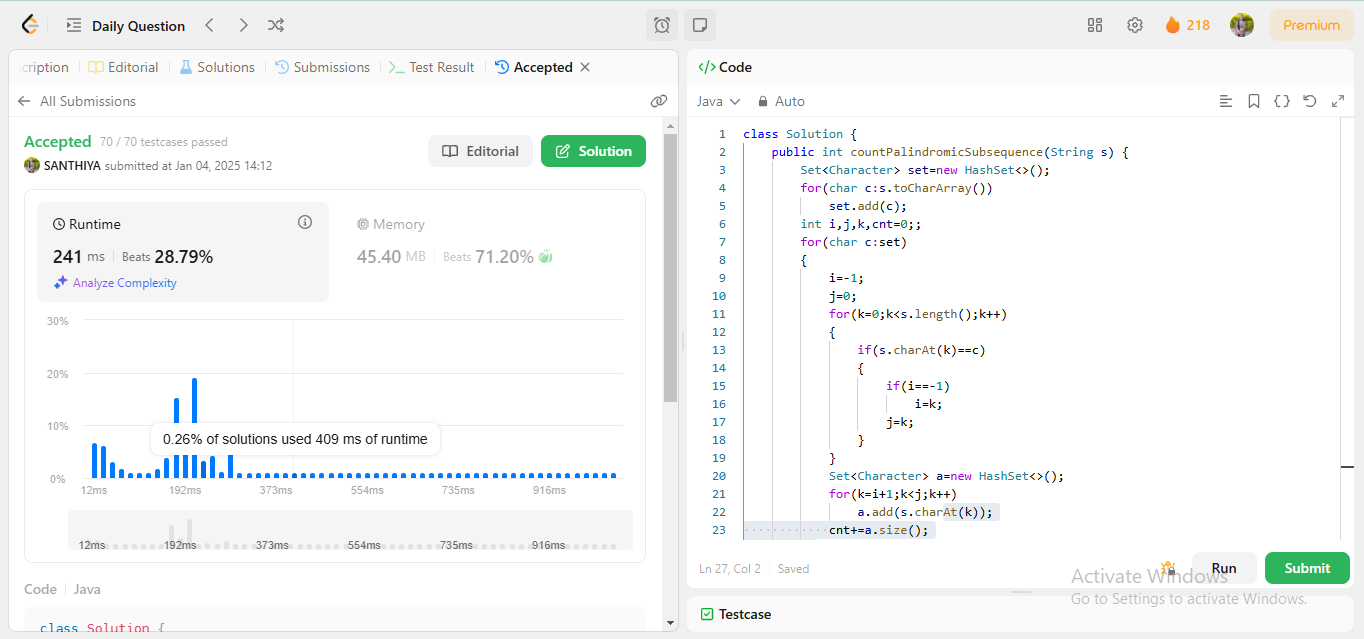 Daily Question
218
Premium
cription
Editorial
Solutions
Submissions
Test Result
Accepted
All Submissions
Accepted 70 / 70 testcases passed
SANTHIYA submitted at Jan 04, 2025 14:12
Editorial
Solution
Runtime
241 ms Beats 28.79%
Analyze Complexity
Memory
45.40 MB Beats 71.20%
30%
20%
10%
0%
0.26% of solutions used 409 ms of runtime
12ms 192ms 373ms 554ms 735ms 916ms
12ms 192ms 373ms 554ms 735ms 916ms
Code Java
class Solution {
</> Code
Java Auto
1 class Solution {
2 public int countPalindromicSubsequence(String s) {
3 Set<Character> set=new HashSet<>();
4 for(char c:s.toCharArray())
5 set.add(c);
6 int i,j,k,cnt=0;;
7 for(char c:set)
8 {
9 i=-1;
10 j=0;
11 for(k=0;k<s.length();k++)
12 {
13 if(s.charAt(k)==c)
14 {
15 if(i==-1)
16 i=k;
17 j=k;
18 }
19 }
20 Set<Character> a=new HashSet<>();
21 for(k=i+1;k<j;k++)
22 a.add(s.charAt(k));
23 cnt+=a.size();
Ln 27, Col 2 Saved
Run
Submit
Activate Windows
Go to Settings to activate Windows.
Testcase